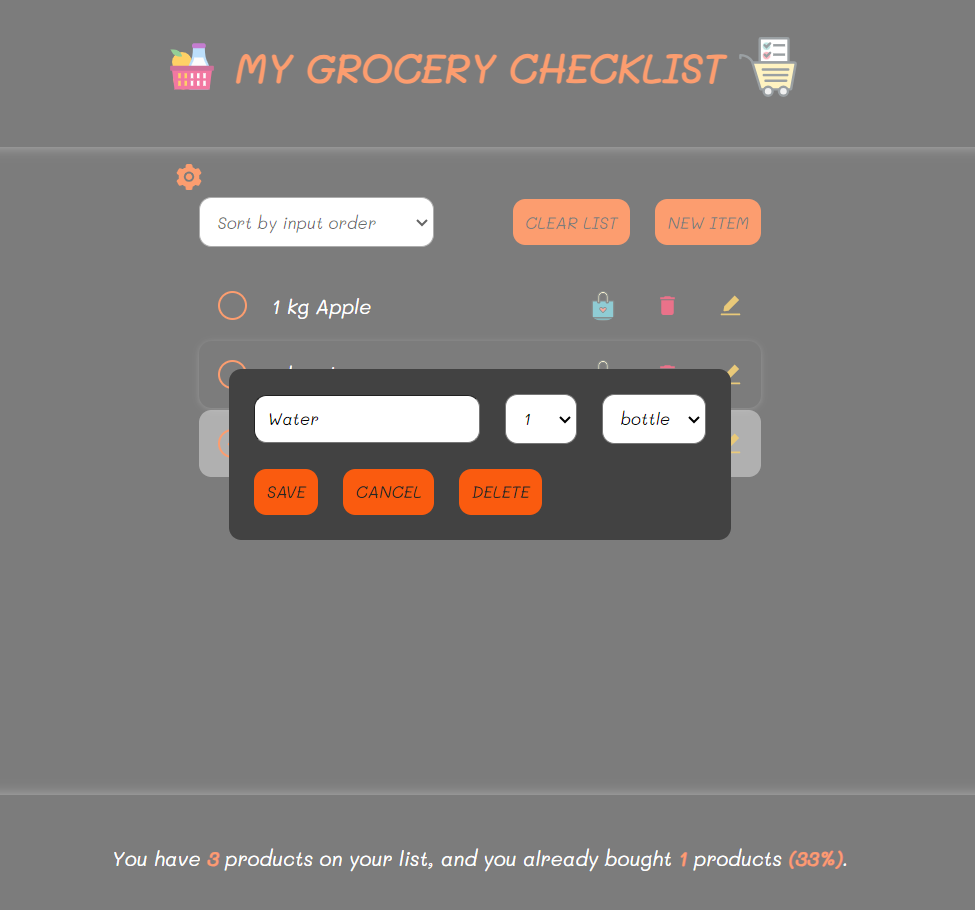 MY GROCERY CHECKLIST
Sort by input order
CLEAR LIST
NEW ITEM
1 kg Apple
Water
1
bottle
SAVE
CANCEL
DELETE
You have 3 products on your list, and you already bought 1 products (33%).